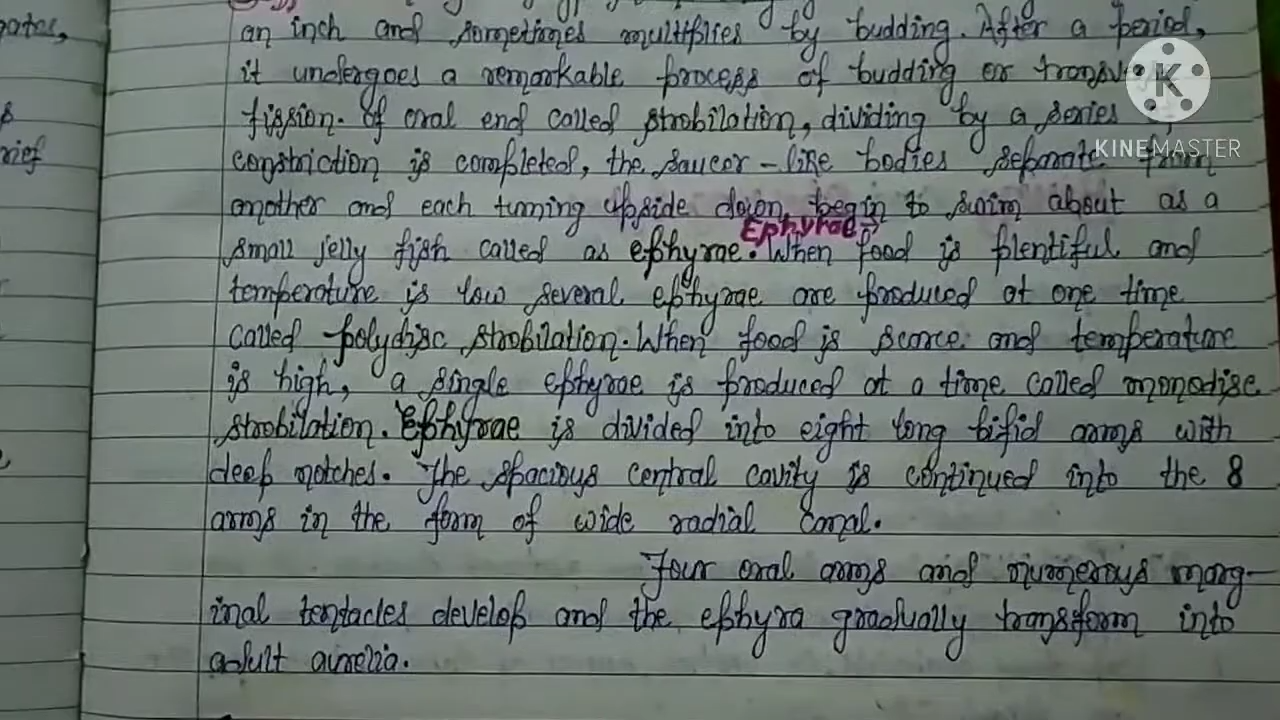 gates,
an inch and sometimes multiplies by budding. After a period,
it undergoes a remarkable process of budding or transve
fission. Of oral end called strobilation, dividing by a series
rief
constriction is completed, the saucer-like bodies separate from
another and each turning upside down, begin to swim about as a
Ephyrae→
small jelly fish called as ephyrae. When food is plentiful and
temperature is low several ephyrae are produced at one time
called polydisc strobilation. When food is scarce and temperature
is high, a single ephyrae is produced at a time called monodisc
strobilation. Ephyrae is divided into eight long bifid arms with
deep notches. The spacious central cavity is continued into the 8
arms in the form of wide radial canal.
Four oral arms and numerous marg-
inal tentacles develop and the ephyra gradually transform into
adult aurelia.
K
KINEMASTER